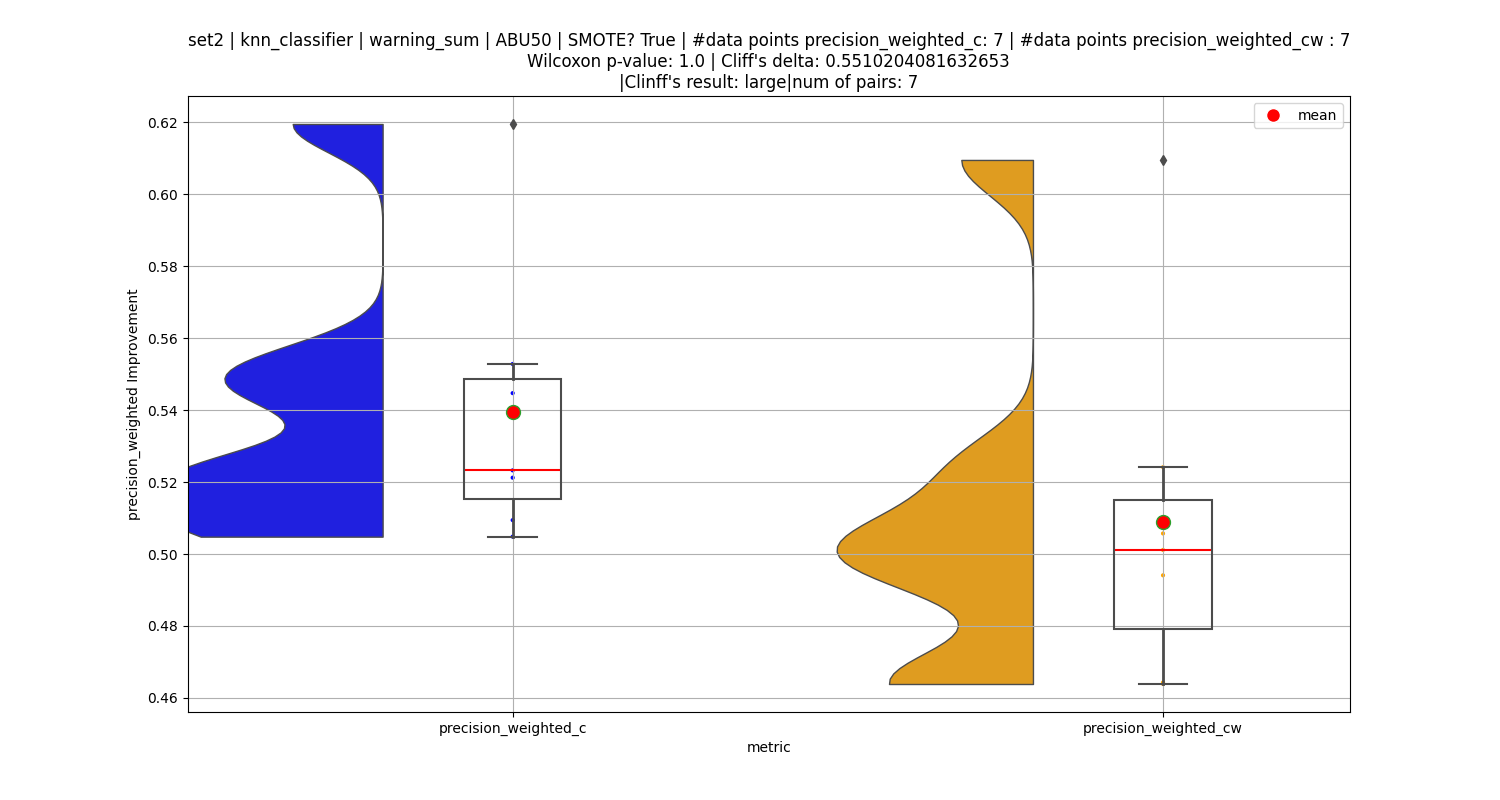 set2 | knn_classifier | warning_sum | ABU50 | SMOTE? True | #data points precision_weighted_c: 7 | #data points precision_weighted_cw : 7
Wilcoxon p-value: 1.0 | Cliff's delta: 0.5510204081632653
|Clinff's result: large|num of pairs: 7
mean
0.62
0.60
0.58
0.56
0.54
0.52
0.50
0.48
0.46
precision_weighted Improvement
precision_weighted_c
precision_weighted_cw
metric